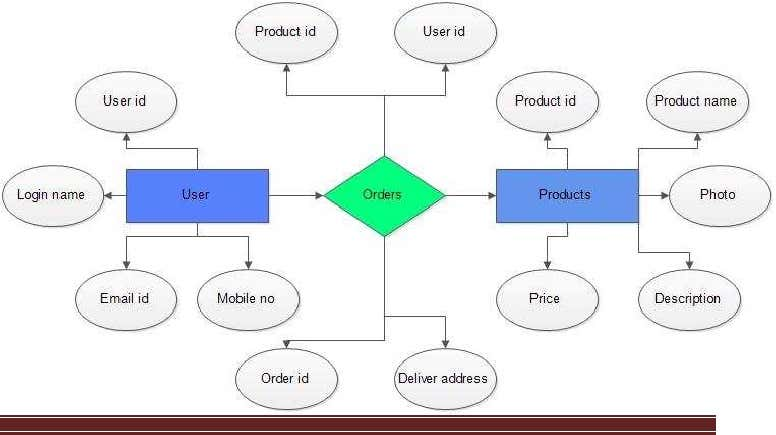 Product id
User id
User id
Product id
Product name
Login name
User
Orders
Products
Photo
Email id
Mobile no
Price
Description
Order id
Deliver address